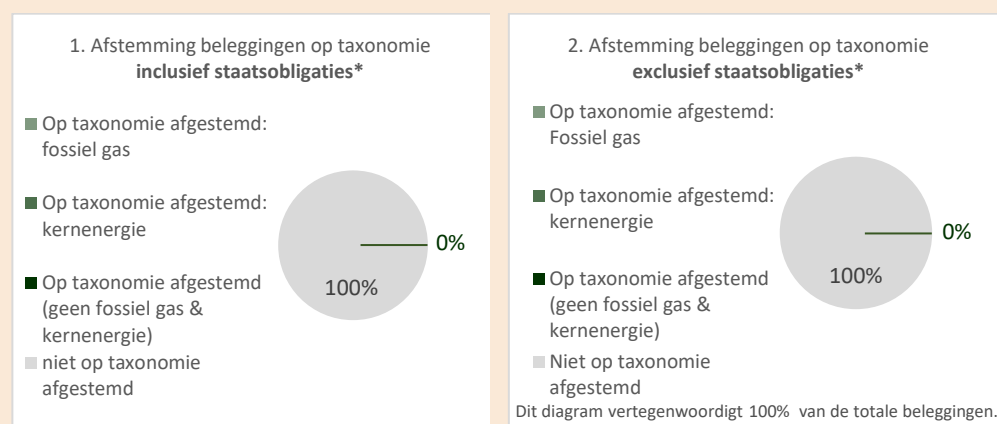 1. Afstemming beleggingen op taxonomie
inclusief staatsobligaties*
Op taxonomie afgestemd:
fossiel gas
Op taxonomie afgestemd:
kernenergie
Op taxonomie afgestemd
(geen fossiel gas &
kernenergie)
niet op taxonomie
afgestemd
0%
100%
2. Afstemming beleggingen op taxonomie
exclusief staatsobligaties*
Op taxonomie afgestemd:
Fossiel gas
Op taxonomie afgestemd:
kernenergie
Op taxonomie afgestemd
(geen fossiel gas &
kernenergie)
Niet op taxonomie
afgestemd
0%
100%
Dit diagram vertegenwoordigt 100% van de totale beleggingen.